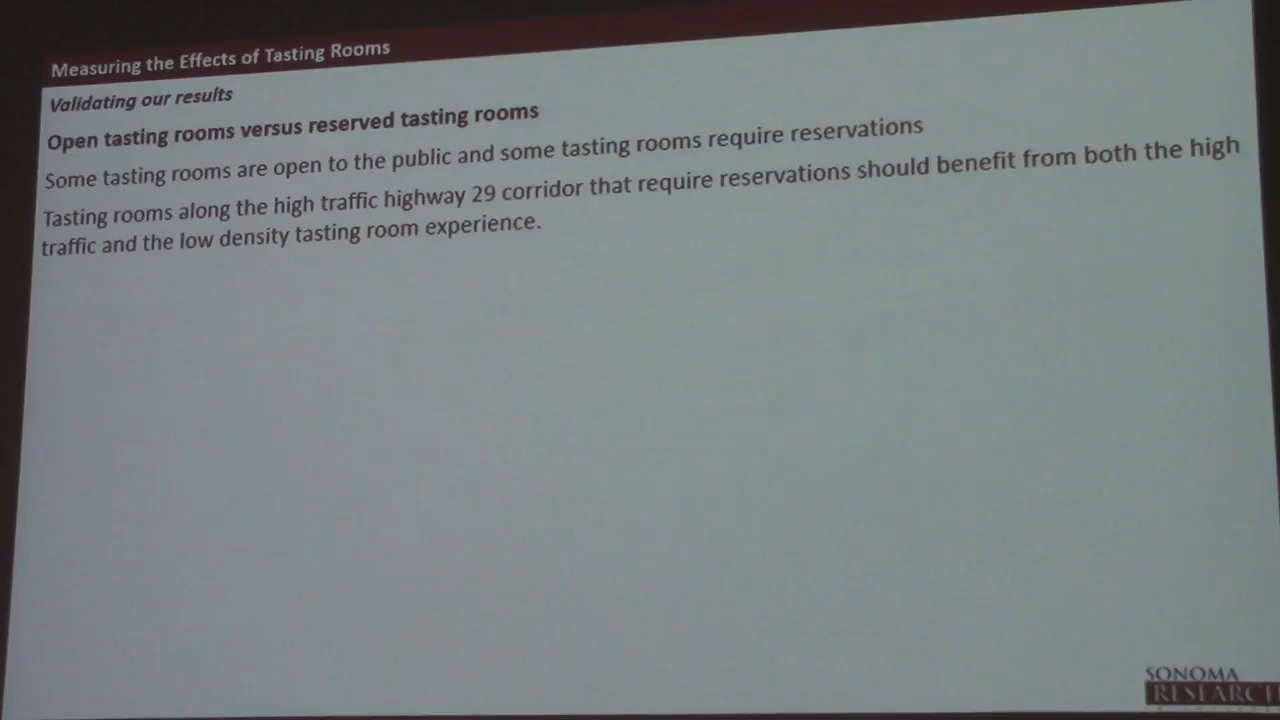 Measuring the Effects of Tasting Rooms
Validating our results
Open tasting rooms versus reserved tasting rooms
Some tasting rooms are open to the public and some tasting rooms require reservations
Tasting rooms along the high traffic highway 29 corridor that require reservations should benefit from both the high
traffic and the low density tasting room experience.
SONOMA
RESEARCH